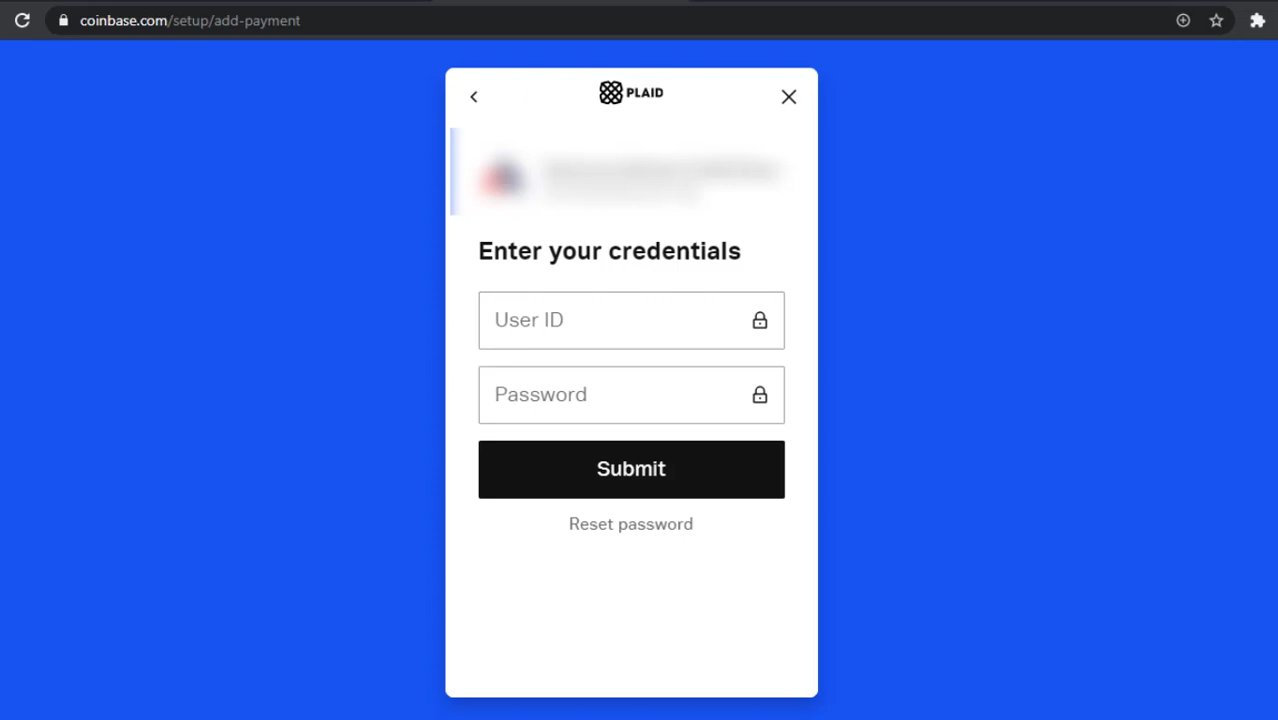 coinbase.com/setup/add-payment
PLAID
Enter your credentials
User ID
Password
Submit
Reset password